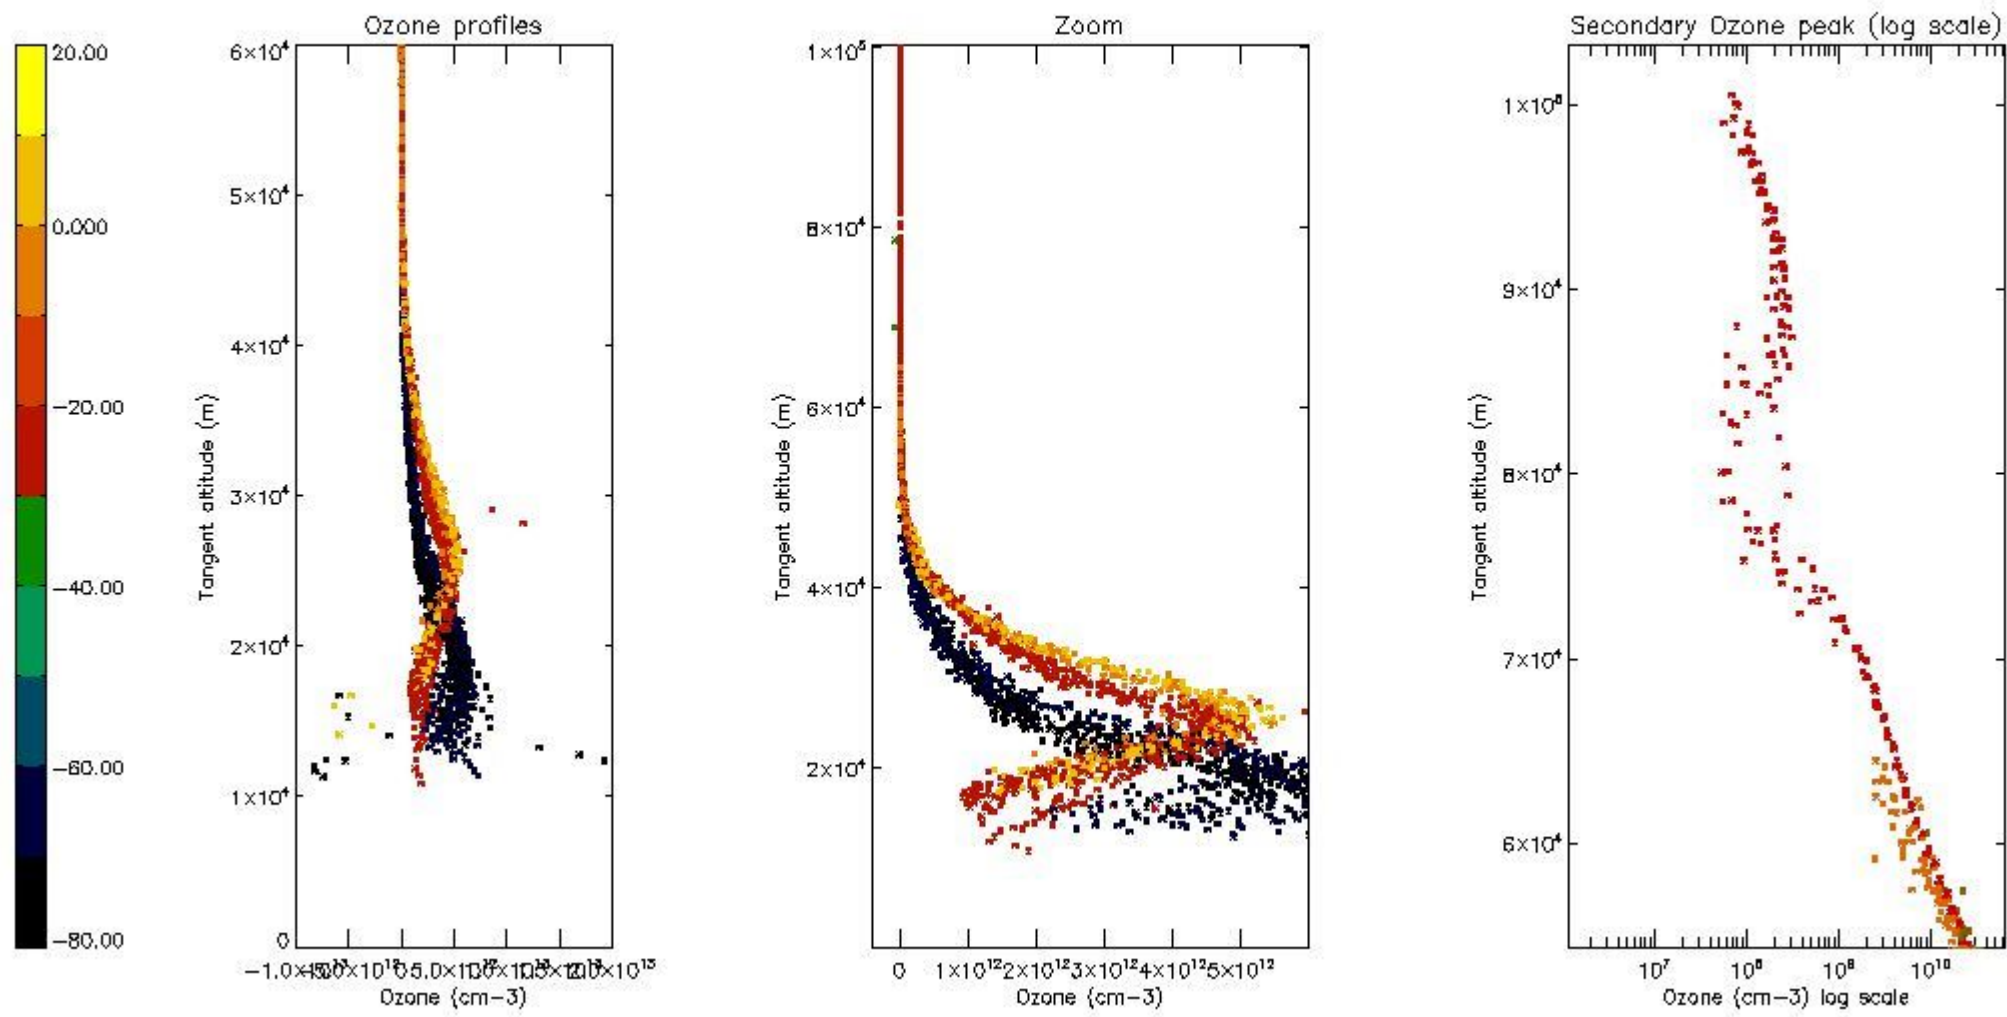 Ozone profiles
Zoom
Secondary Ozone peak (log scale)
20.00
0.000
−20.00
−40.00
−60.00
−80.00
6×10⁴
5×10⁴
4×10⁴
3×10⁴
2×10⁴
1×10⁴
0
Tangent altitude (m)
Ozone (cm−3)
1×10⁵
8×10⁴
6×10⁴
4×10⁴
2×10⁴
Tangent altitude (m)
0 1×10¹² 2×10¹² 3×10¹² 4×10¹² 5×10¹²
Ozone (cm−3)
9×10⁴
8×10⁴
7×10⁴
6×10⁴
Tangent altitude (m)
10⁷ 10⁸ 10⁹ 10¹⁰
Ozone (cm−3) log scale